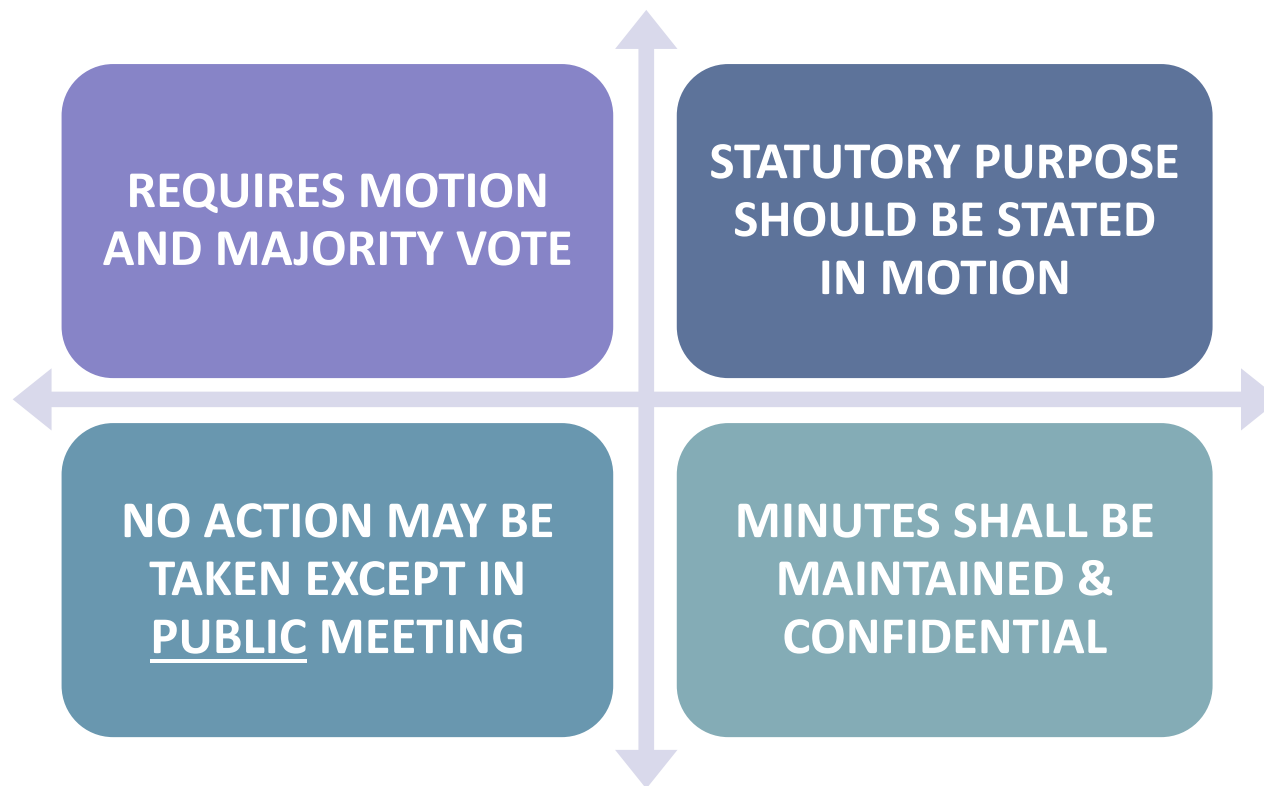 REQUIRES MOTION
AND MAJORITY VOTE
STATUTORY PURPOSE
SHOULD BE STATED
IN MOTION
NO ACTION MAY BE
TAKEN EXCEPT IN
PUBLIC MEETING
MINUTES SHALL BE
MAINTAINED &
CONFIDENTIAL